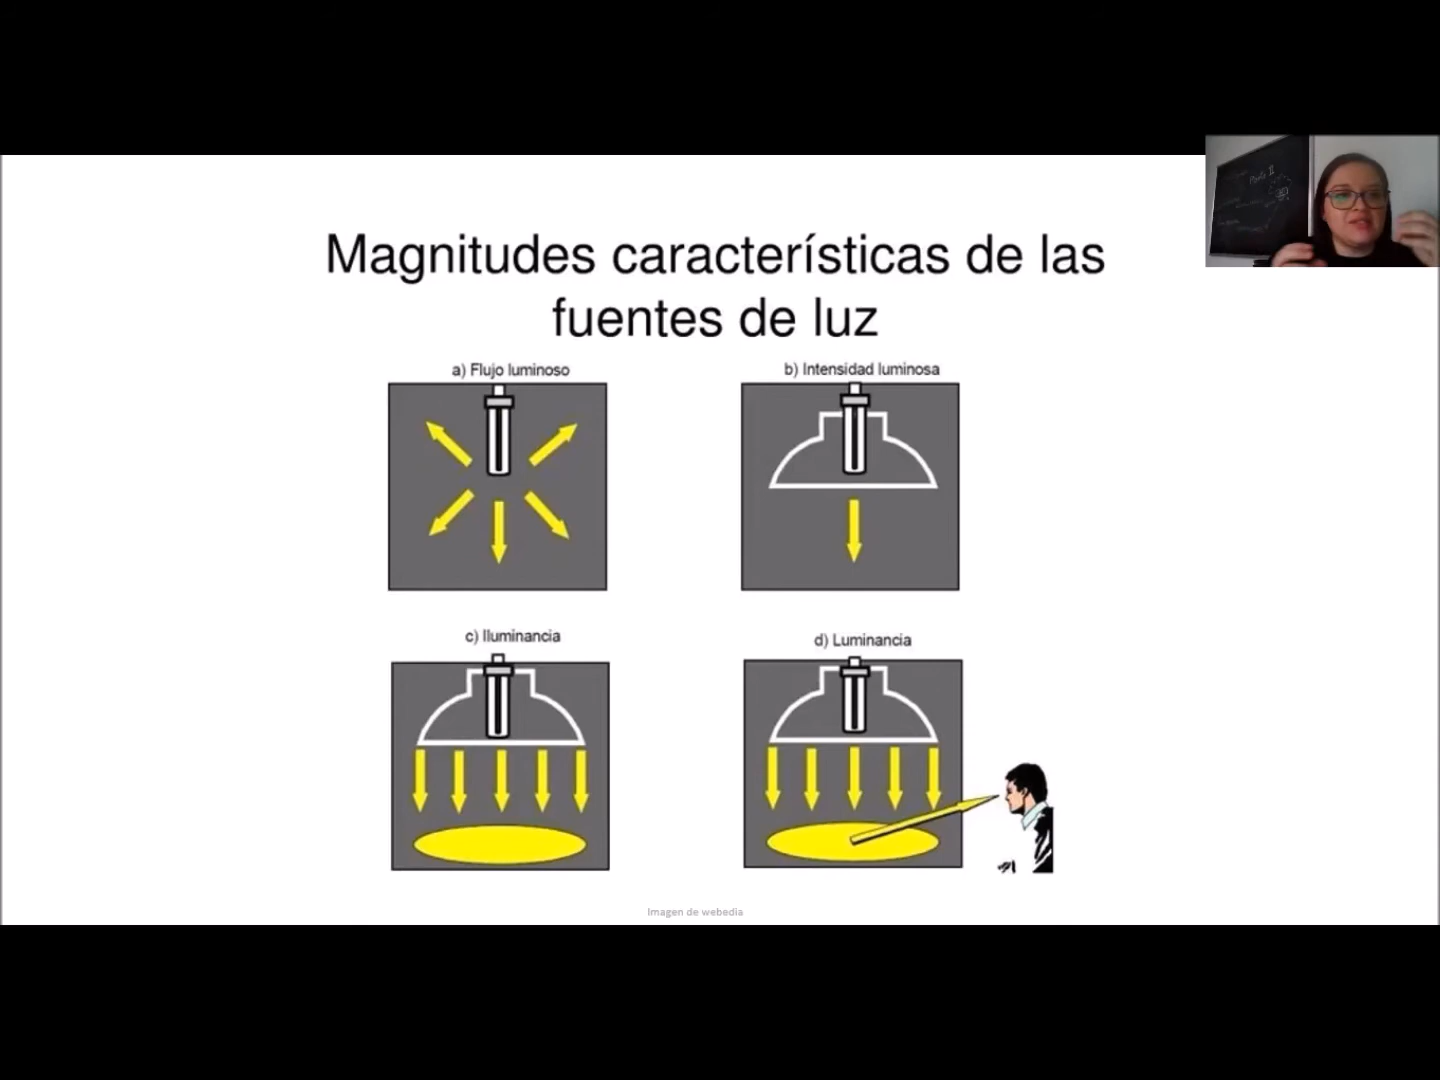 Magnitudes características de las
fuentes de luz
a) Flujo luminoso
b) Intensidad luminosa
c) Iluminancia
d) Luminancia
Imagen de webedia